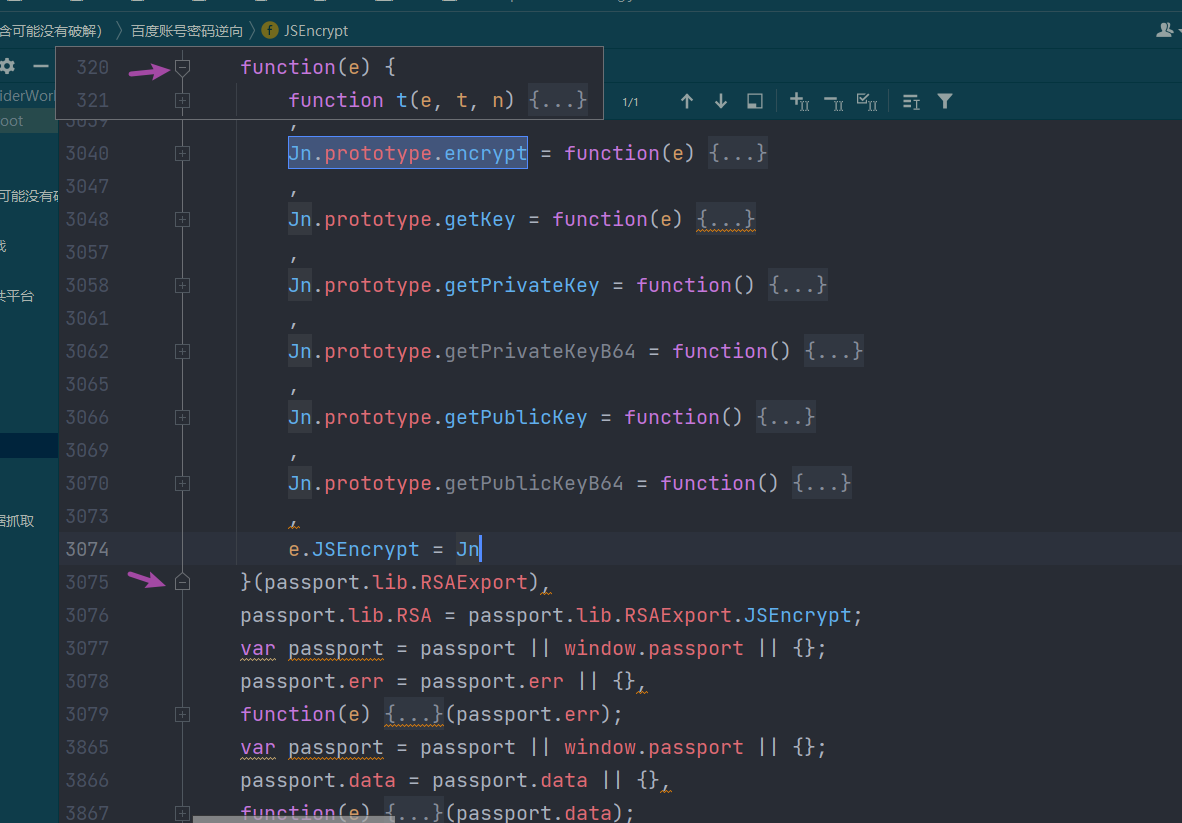 含可能没有破解） 〉 百度账号密码逆向 〉 f JSEncrypt
320 function(e) {
321 function t(e, t, n) {...}
1/1
iderWorl
oot
3039 ,
3040 Jn.prototype.encrypt = function(e) {...}
3047 ,
可能没有破
3048 Jn.prototype.getKey = function(e) {...}
3057 ,
3058 Jn.prototype.getPrivateKey = function() {...}
共平台
3061 ,
3062 Jn.prototype.getPrivateKeyB64 = function() {...}
3065 ,
3066 Jn.prototype.getPublicKey = function() {...}
3069 ,
3070 Jn.prototype.getPublicKeyB64 = function() {...}
3073 ,
据抓取
3074 e.JSEncrypt = Jn
3075 }(passport.lib.RSAExport),
3076 passport.lib.RSA = passport.lib.RSAExport.JSEncrypt;
3077 var passport = passport || window.passport || {};
3078 passport.err = passport.err || {},
3079 function(e) {...}(passport.err);
3865 var passport = passport || window.passport || {};
3866 passport.data = passport.data || {},
3867 function(e) {...}(passport.data);